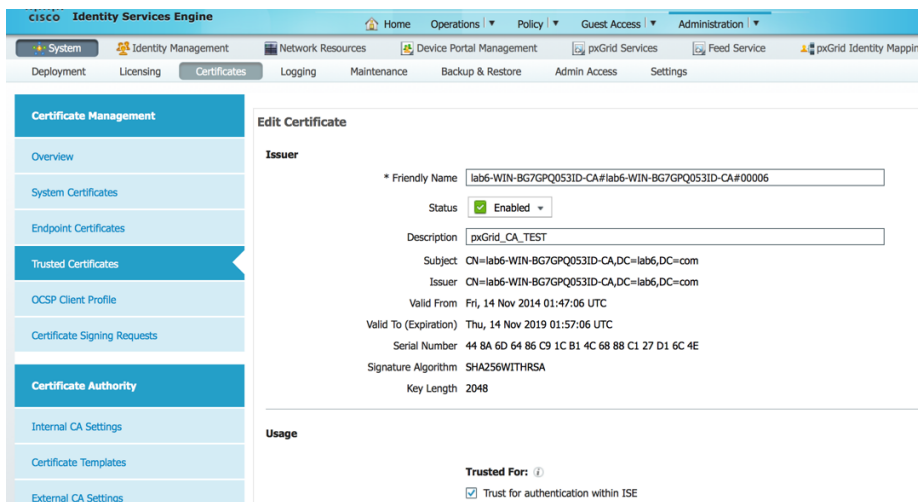 CISCO Identity Services Engine
Home Operations Policy Guest Access Administration
System Identity Management Network Resources Device Portal Management pxGrid Services Feed Service pxGrid Identity Mappin
Deployment Licensing Certificates Logging Maintenance Backup & Restore Admin Access Settings
Certificate Management
Overview
System Certificates
Endpoint Certificates
Trusted Certificates
OCSP Client Profile
Certificate Signing Requests
Certificate Authority
Internal CA Settings
Certificate Templates
External CA Settings
Edit Certificate
Issuer
* Friendly Name lab6-WIN-BG7GPQ053ID-CA#lab6-WIN-BG7GPQ053ID-CA#00006
Status Enabled
Description pxGrid_CA_TEST
Subject CN=lab6-WIN-BG7GPQ053ID-CA,DC=lab6,DC=com
Issuer CN=lab6-WIN-BG7GPQ053ID-CA,DC=lab6,DC=com
Valid From Fri, 14 Nov 2014 01:47:06 UTC
Valid To (Expiration) Thu, 14 Nov 2019 01:57:06 UTC
Serial Number 44 8A 6D 64 86 C9 1C B1 4C 68 88 C1 27 D1 6C 4E
Signature Algorithm SHA256WITHRSA
Key Length 2048
Usage
Trusted For:
Trust for authentication within ISE